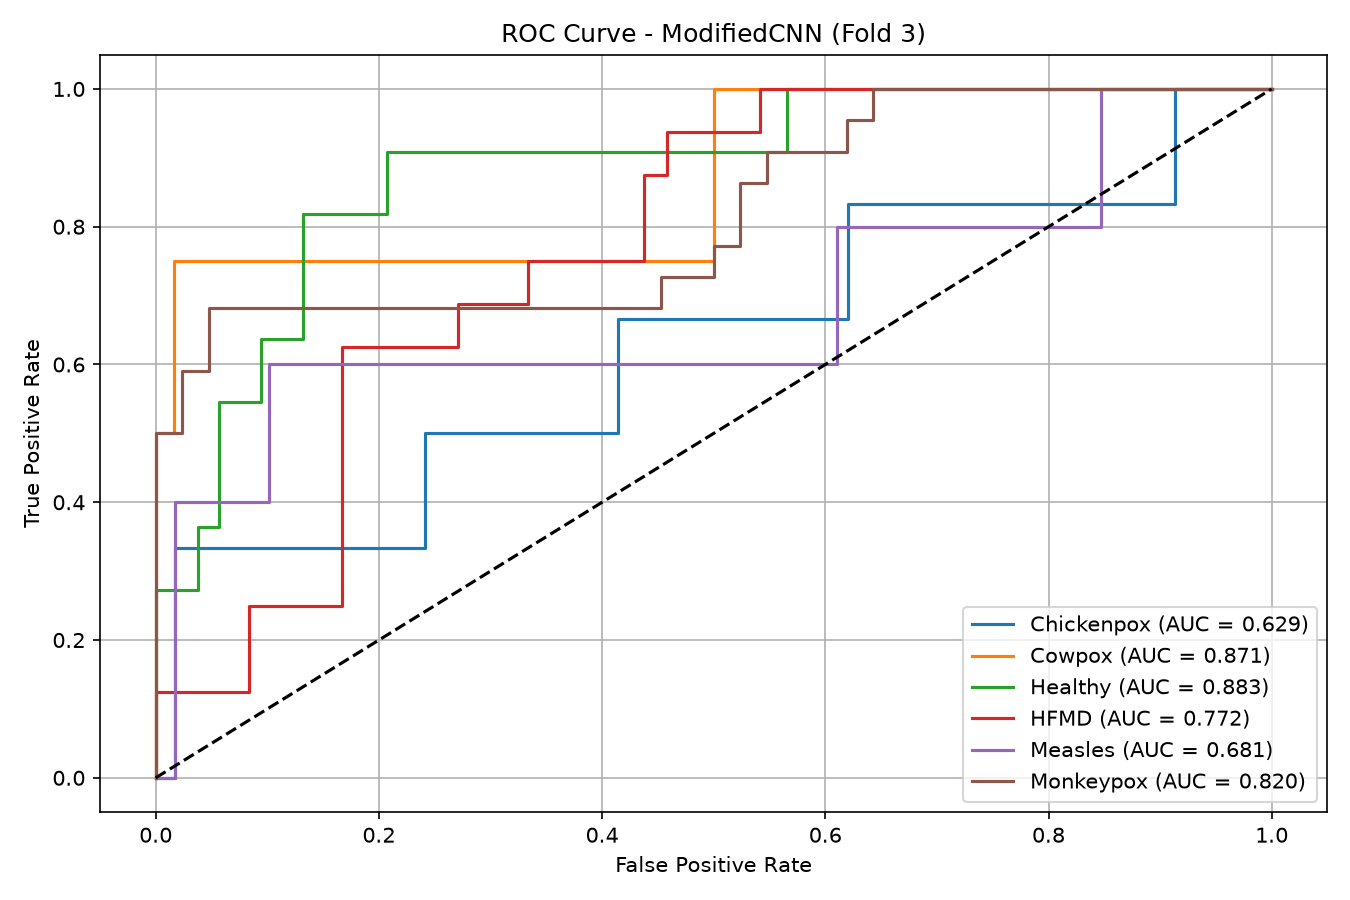 ROC Curve - ModifiedCNN (Fold 3)
True Positive Rate
1.0
0.8
0.6
0.4
0.2
0.0
Chickenpox (AUC = 0.629)
Cowpox (AUC = 0.871)
Healthy (AUC = 0.883)
HFMD (AUC = 0.772)
Measles (AUC = 0.681)
Monkeypox (AUC = 0.820)
0.0 0.2 0.4 0.6 0.8 1.0
False Positive Rate